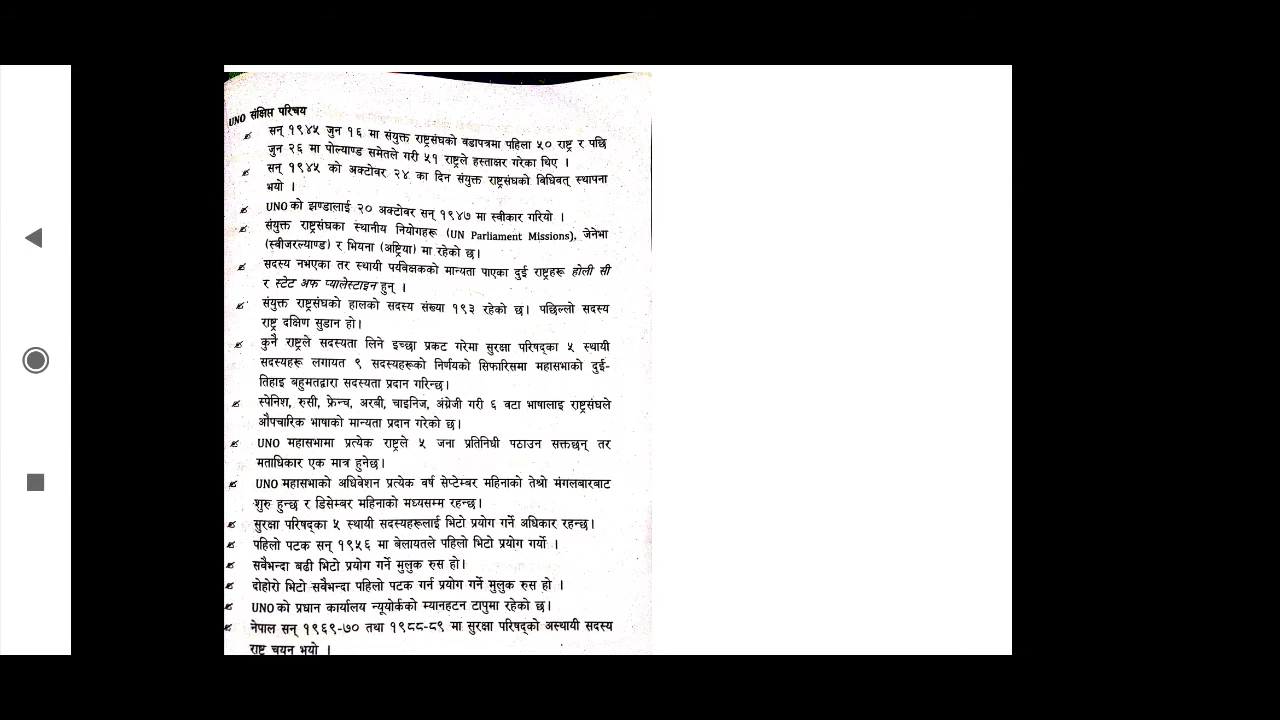 UNO संक्षिप्त परिचय
सन् १९४५ जुन १६ मा संयुक्त राष्ट्रसंघको बडापत्रमा पहिला ५० राष्ट्र र पछि
जुन २६ मा पोल्याण्ड समेतले गरी ५१ राष्ट्रले हस्ताक्षर गरेका थिए ।
सन् १९४५ को अक्टोवर २४ का दिन संयुक्त राष्ट्रसंघको बिधिवत् स्थापना
भयो ।
UNO को झण्डालाई २० अक्टोवर सन् १९४७ मा स्वीकार गरियो ।
संयुक्त राष्ट्रसंघका स्थानीय नियोगहरू (UN Parliament Missions), जेनेभा
(स्वीजरल्याण्ड) र भियना (अष्ट्रिया) मा रहेको छ।
सदस्य नभएका तर स्थायी पर्यवेक्षकको मान्यता पाएका दुई राष्ट्रहरू होली सी
र स्टेट अफ प्यालेस्टाइन हुन् ।
संयुक्त राष्ट्रसंघको हालको सदस्य संख्या १९३ रहेको छ। पछिल्लो सदस्य
राष्ट्र दक्षिण सुडान हो।
कुनै राष्ट्रले सदस्यता लिने इच्छा प्रकट गरेमा सुरक्षा परिषद्का ५ स्थायी
सदस्यहरू लगायत ९ सदस्यहरूको निर्णयको सिफारिसमा महासभाको दुई-
तिहाइ बहुमतद्वारा सदस्यता प्रदान गरिन्छ।
स्पेनिश, रुसी, फ्रेन्च, अरबी, चाइनिज, अंग्रेजी गरी ६ वटा भाषालाइ राष्ट्रसंघले
औपचारिक भाषाको मान्यता प्रदान गरेको छ।
UNO महासभामा प्रत्येक राष्ट्रले ५ जना प्रतिनिधी पठाउन सक्तछन् तर
मताधिकार एक मात्र हुनेछ।
UNO महासभाको अधिवेशन प्रत्येक वर्ष सेप्टेम्बर महिनाको तेश्रो मंगलबारबाट
शुरु हुन्छ र डिसेम्बर महिनाको मध्यसम्म रहन्छ।
सुरक्षा परिषद्का ५ स्थायी सदस्यहरूलाई भिटो प्रयोग गर्ने अधिकार रहन्छ।
पहिलो पटक सन् १९५६ मा बेलायतले पहिलो भिटो प्रयोग गर्यो ।
सवैभन्दा बढी भिटो प्रयोग गर्ने मुलुक रुस हो।
दोहोरो भिटो सवैभन्दा पहिलो पटक गर्न प्रयोग गर्ने मुलुक रुस हो ।
UNO को प्रधान कार्यालय न्यूयोर्कको म्यानहटन टापुमा रहेको छ।
नेपाल सन् १९६९-७० तथा १९८८-८९ मा सुरक्षा परिषद्को अस्थायी सदस्य
राष्ट्र चयन भयो ।